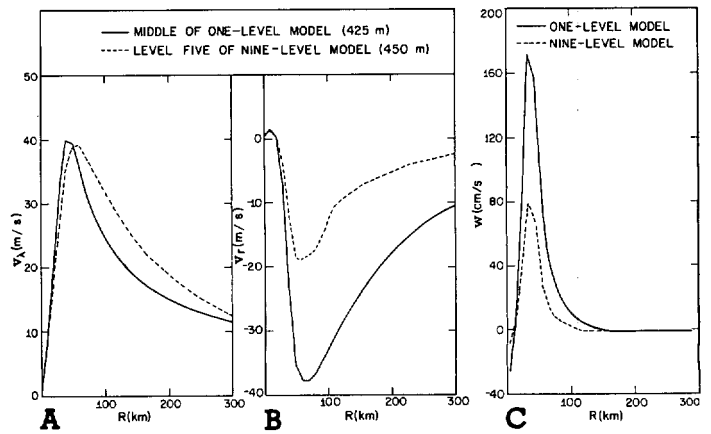 MIDDLE OF ONE-LEVEL MODEL (425 m)
LEVEL FIVE OF NINE-LEVEL MODEL (450 m)
50
40
30
20
10
0
Vλ(m/s)
100
200
300
R(km)
A
0
-10
-20
-30
-40
Vr(m/s)
100
200
300
R(km)
B
ONE-LEVEL MODEL
NINE-LEVEL MODEL
200
160
120
80
40
0
-40
W(cm/s)
100
200
300
R(km)
C